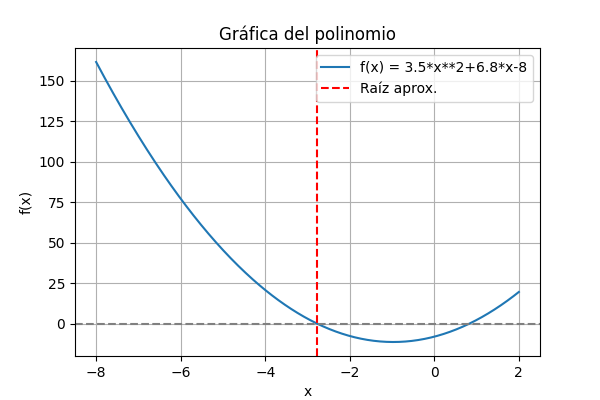 Gráfica del polinomio
f(x) = 3.5*x**2+6.8*x-8
Raíz aprox.
f(x)
150
125
100
75
50
25
0
−8
−6
−4
−2
0
2
x